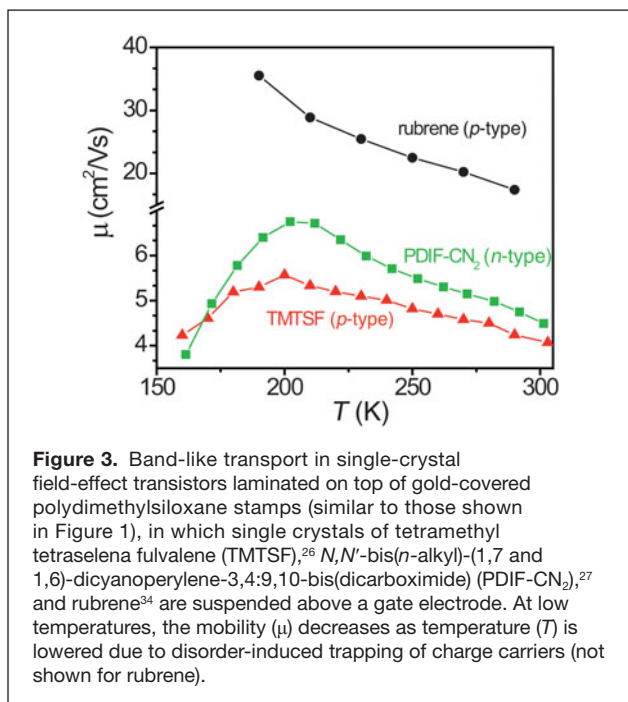 40
30
20
6
5
4
μ (cm²/Vs)
rubrene (p-type)
PDIF-CN₂ (n-type)
TMTSF (p-type)
150 200 250 300
T (K)
Figure 3. Band-like transport in single-crystal
field-effect transistors laminated on top of gold-covered
polydimethylsiloxane stamps (similar to those shown
in Figure 1), in which single crystals of tetramethyl
tetraselena fulvalene (TMTSF),²⁶ N,N′-bis(n-alkyl)-(1,7 and
1,6)-dicyanoperylene-3,4:9,10-bis(dicarboximide) (PDIF-CN₂),²⁷
and rubrene³⁴ are suspended above a gate electrode. At low
temperatures, the mobility (μ) decreases as temperature (T) is
lowered due to disorder-induced trapping of charge carriers (not
shown for rubrene).